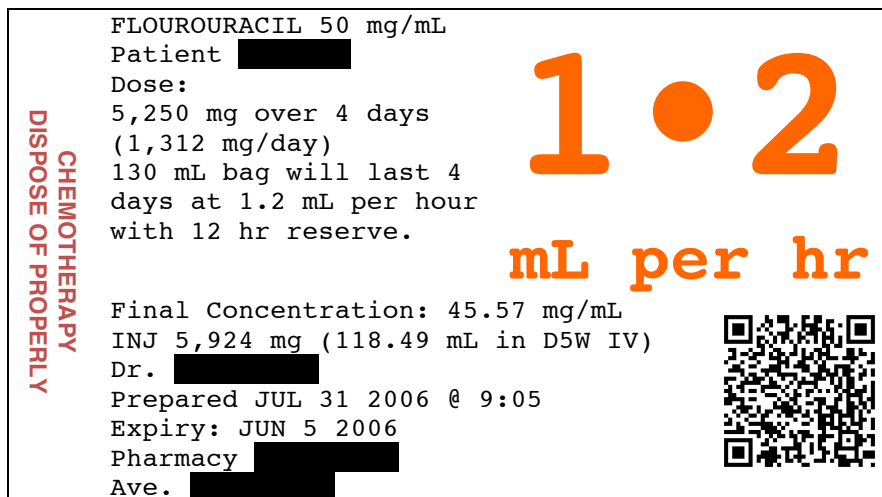 FLOUROURACIL 50 mg/mL
Patient
Dose:
5,250 mg over 4 days
(1,312 mg/day)
130 mL bag will last 4
days at 1.2 mL per hour
with 12 hr reserve.
1•2
mL per hr
CHEMOTHERAPY
DISPOSE OF PROPERLY
Final Concentration: 45.57 mg/mL
INJ 5,924 mg (118.49 mL in D5W IV)
Dr.
Prepared JUL 31 2006 @ 9:05
Expiry: JUN 5 2006
Pharmacy
Ave.